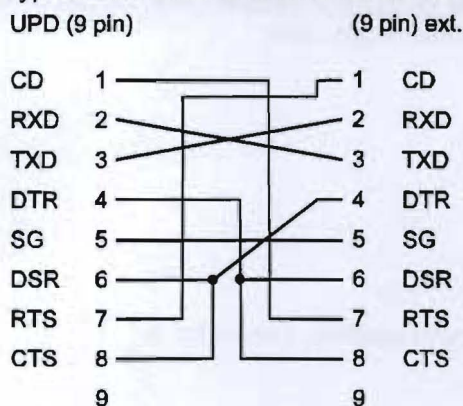 UPD (9 pin) (9 pin) ext.
CD 1 1 CD
RXD 2 2 RXD
TXD 3 3 TXD
DTR 4 4 DTR
SG 5 5 SG
DSR 6 6 DSR
RTS 7 7 RTS
CTS 8 8 CTS
9 9